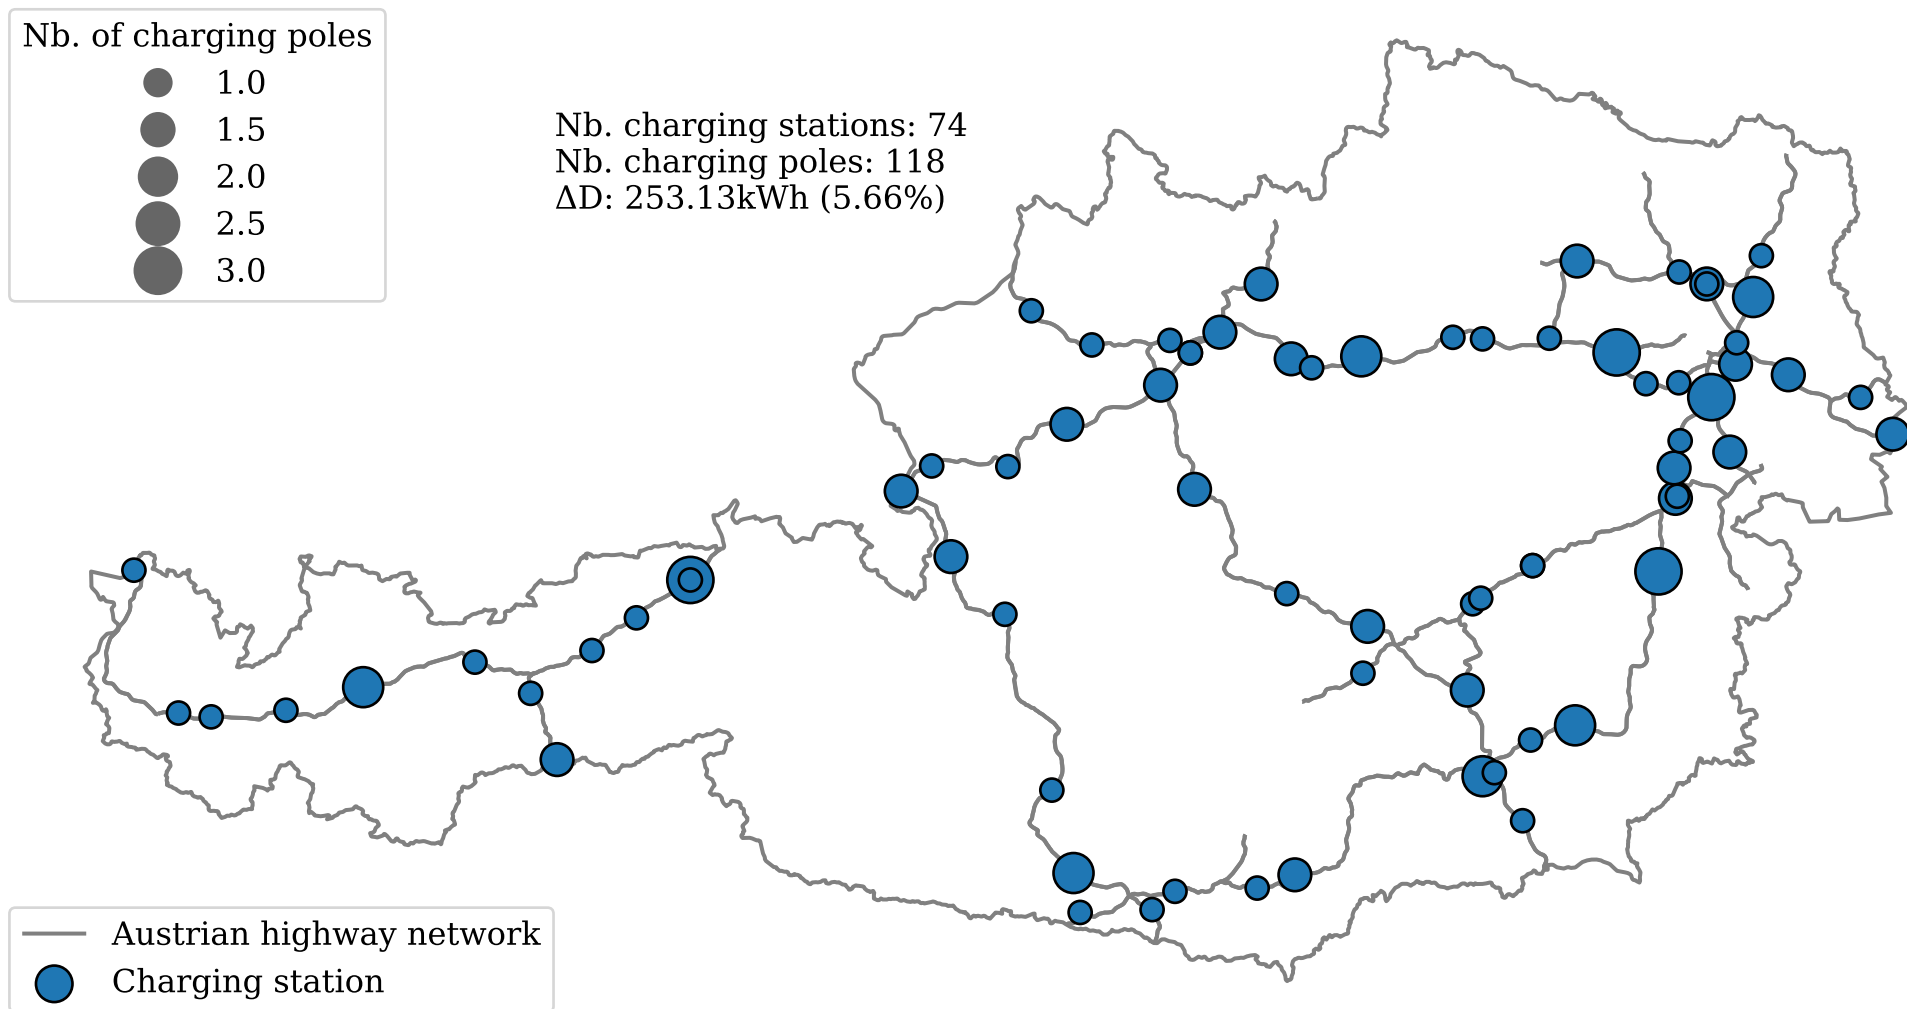 Nb. of charging poles
1.0
1.5
2.0
2.5
3.0
Nb. charging stations: 74
Nb. charging poles: 118
ΔD: 253.13kWh (5.66%)
Austrian highway network
Charging station